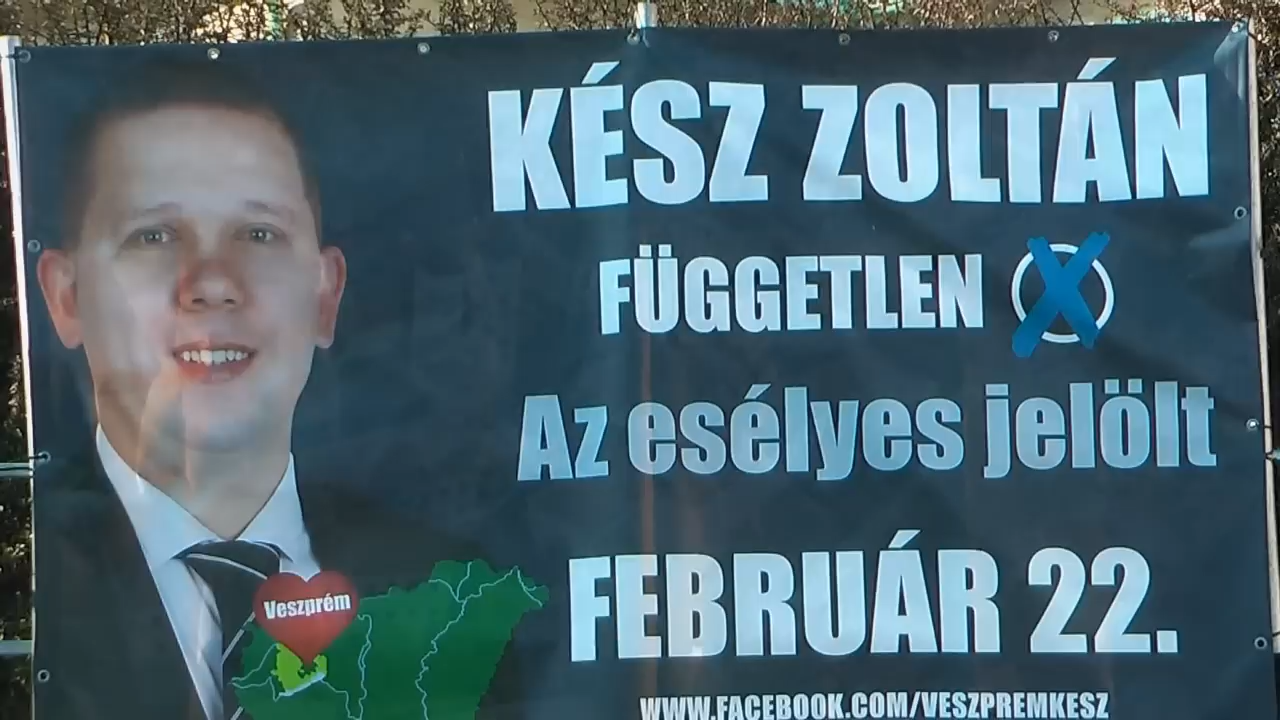 KÉSZ ZOLTÁN
FÜGGETLEN
Az esélyes jelölt
FEBRUÁR 22.
Veszprém
WWW.FACEBOOK.COM/VESZPREMKESZ